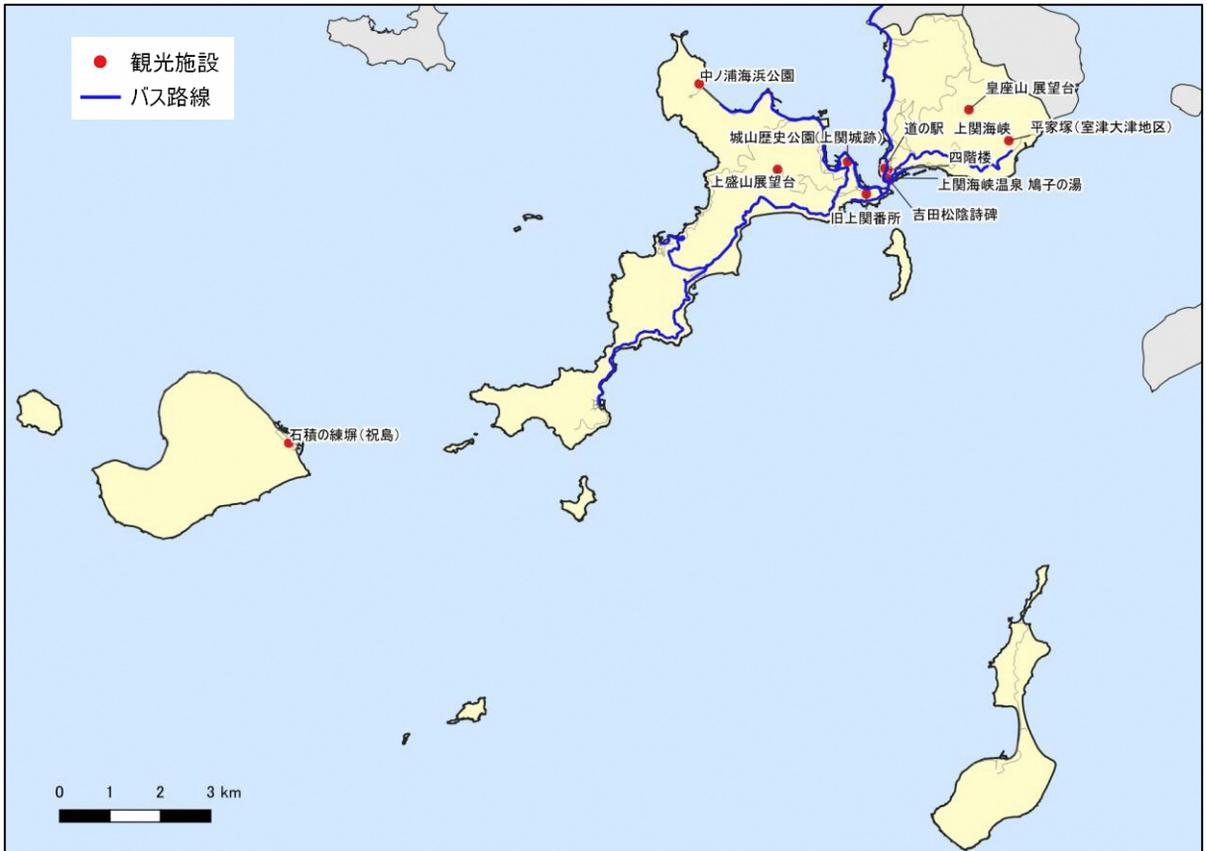 観光施設
バス路線
中ノ浦海浜公園
皇座山 展望台
道の駅 上関海峡
平家塚(室津大津地区)
城山歴史公園(上関城跡)
四階楼
上盛山展望台
上関海峡温泉 鳩子の湯
旧上関番所
吉田松陰詩碑
石積の練塀(祝島)
0 1 2 3 km